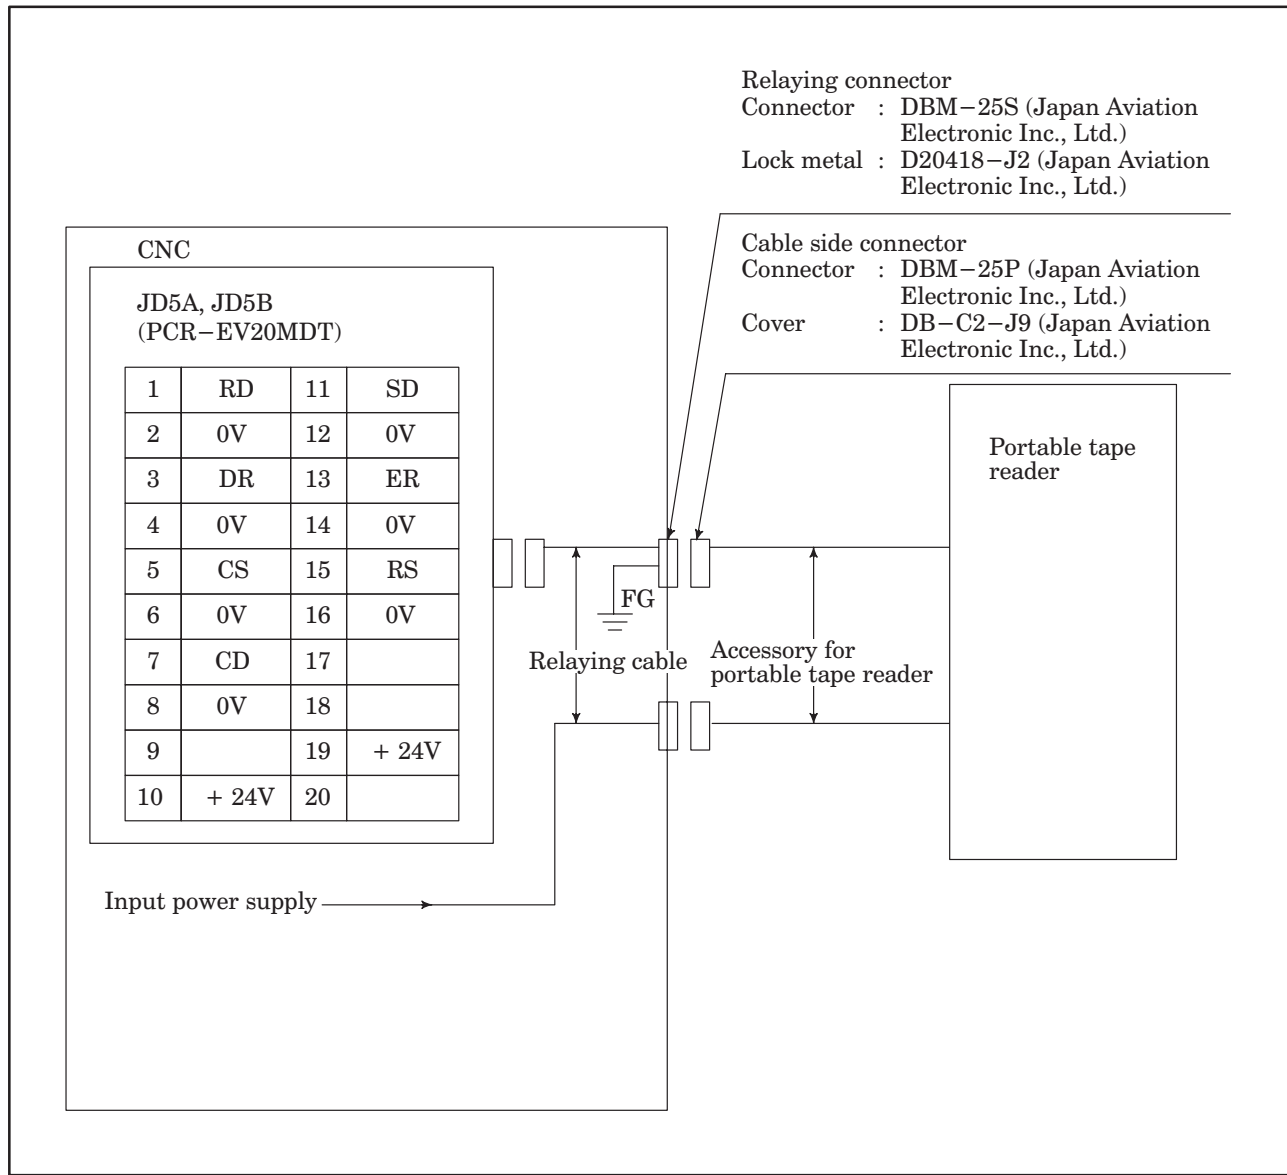 Relaying connector
Connector : DBM−25S (Japan Aviation
Electronic Inc., Ltd.)
Lock metal : D20418−J2 (Japan Aviation
Electronic Inc., Ltd.)
Cable side connector
Connector : DBM−25P (Japan Aviation
Electronic Inc., Ltd.)
Cover : DB−C2−J9 (Japan Aviation
Electronic Inc., Ltd.)
CNC
JD5A, JD5B
(PCR−EV20MDT)
1 RD 11 SD
2 0V 12 0V
3 DR 13 ER
4 0V 14 0V
5 CS 15 RS
6 0V 16 0V
7 CD 17
8 0V 18
9 19 + 24V
10 + 24V 20
FG
Relaying cable
Accessory for
portable tape reader
Portable tape
reader
Input power supply